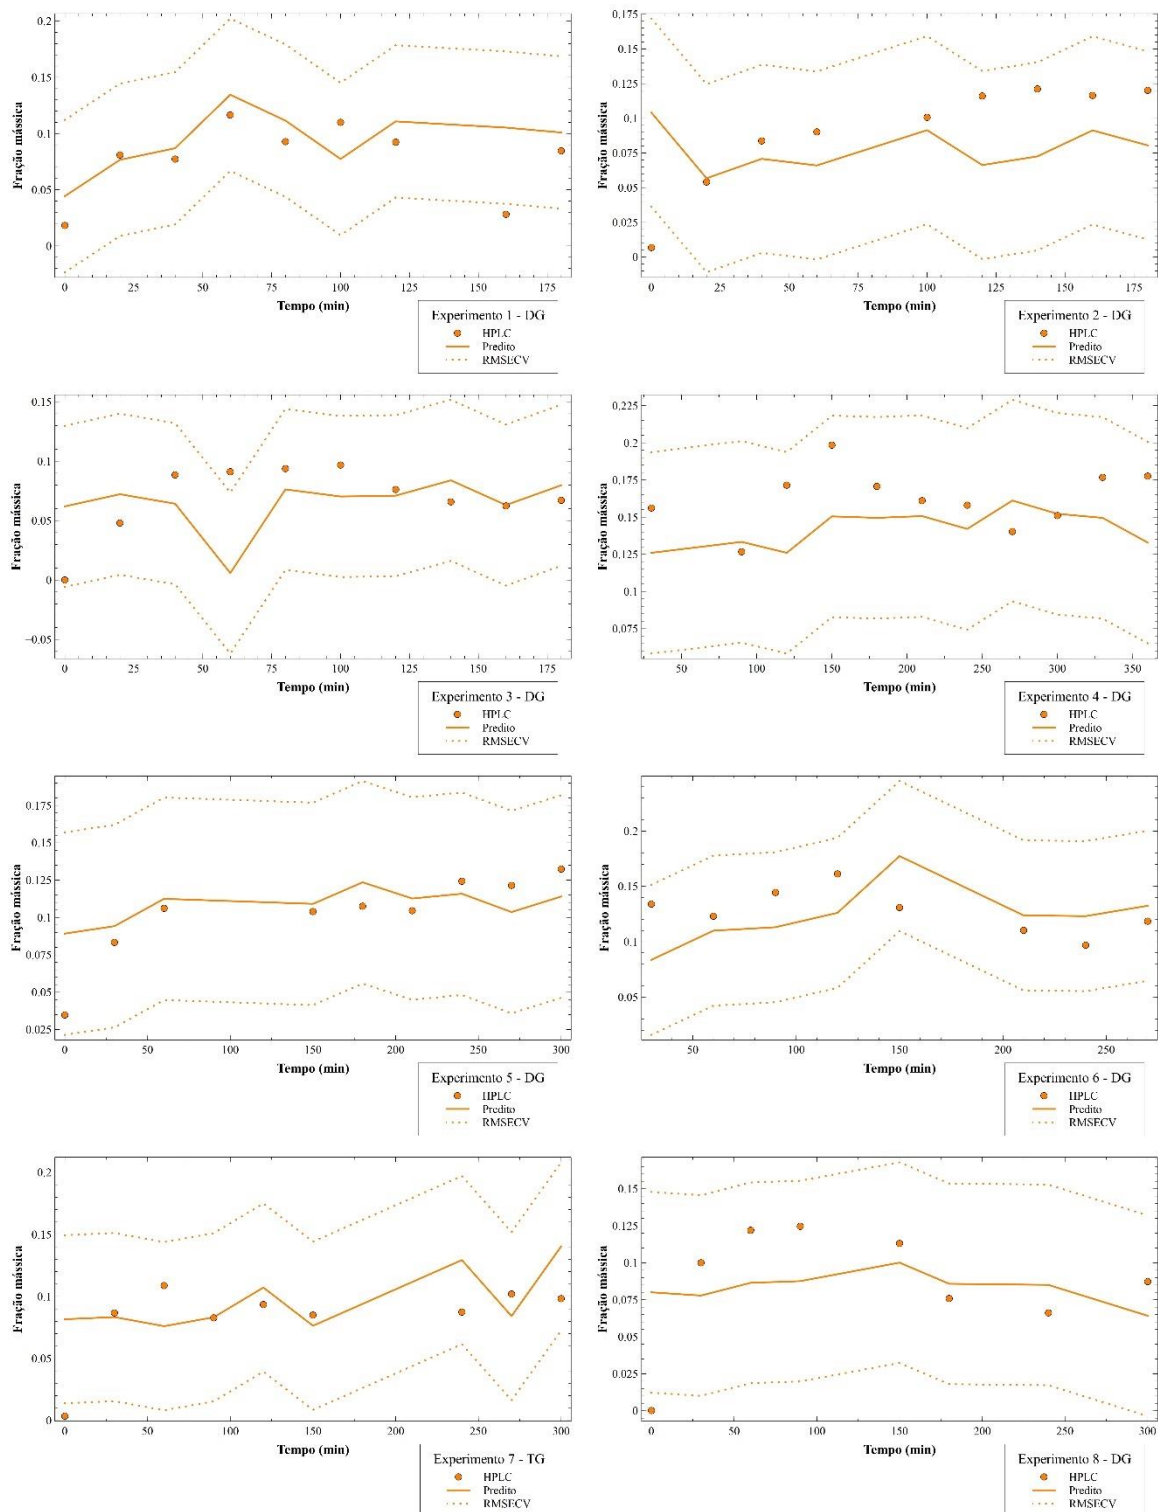 0.2
0.15
0.1
0.05
0
Fração mássica
0 25 50 75 100 125 150 175
Tempo (min)
Experimento 1 - DG
HPLC
Predito
RMSECV
0.175
0.15
0.125
0.1
0.075
0.05
0.025
0
Fração mássica
0 25 50 75 100 125 150 175
Tempo (min)
Experimento 2 - DG
HPLC
Predito
RMSECV
0.15
0.1
0.05
0
−0.05
Fração mássica
0 25 50 75 100 125 150 175
Tempo (min)
Experimento 3 - DG
HPLC
Predito
RMSECV
0,225
0.2
0.175
0.15
0.125
0.1
0.075
Fração mássica
50 100 150 200 250 300 350
Tempo (min)
Experimento 4 - DG
HPLC
Predito
RMSECV
0.175
0.15
0.125
0.1
0.075
0.05
0.025
Fração mássica
0 50 100 150 200 250 300
Tempo (min)
Experimento 5 - DG
HPLC
Predito
RMSECV
0.2
0.15
0.1
0.05
Fração mássica
50 100 150 200 250
Tempo (min)
Experimento 6 - DG
HPLC
Predito
RMSECV
0.2
0.15
0.1
0.05
0
Fração mássica
0 50 100 150 200 250 300
Tempo (min)
Experimento 7 - TG
HPLC
Predito
RMSECV
0.15
0.125
0.1
0.075
0.05
0.025
0
Fração mássica
0 50 100 150 200 250 300
Tempo (min)
Experimento 8 - DG
HPLC
Predito
RMSECV